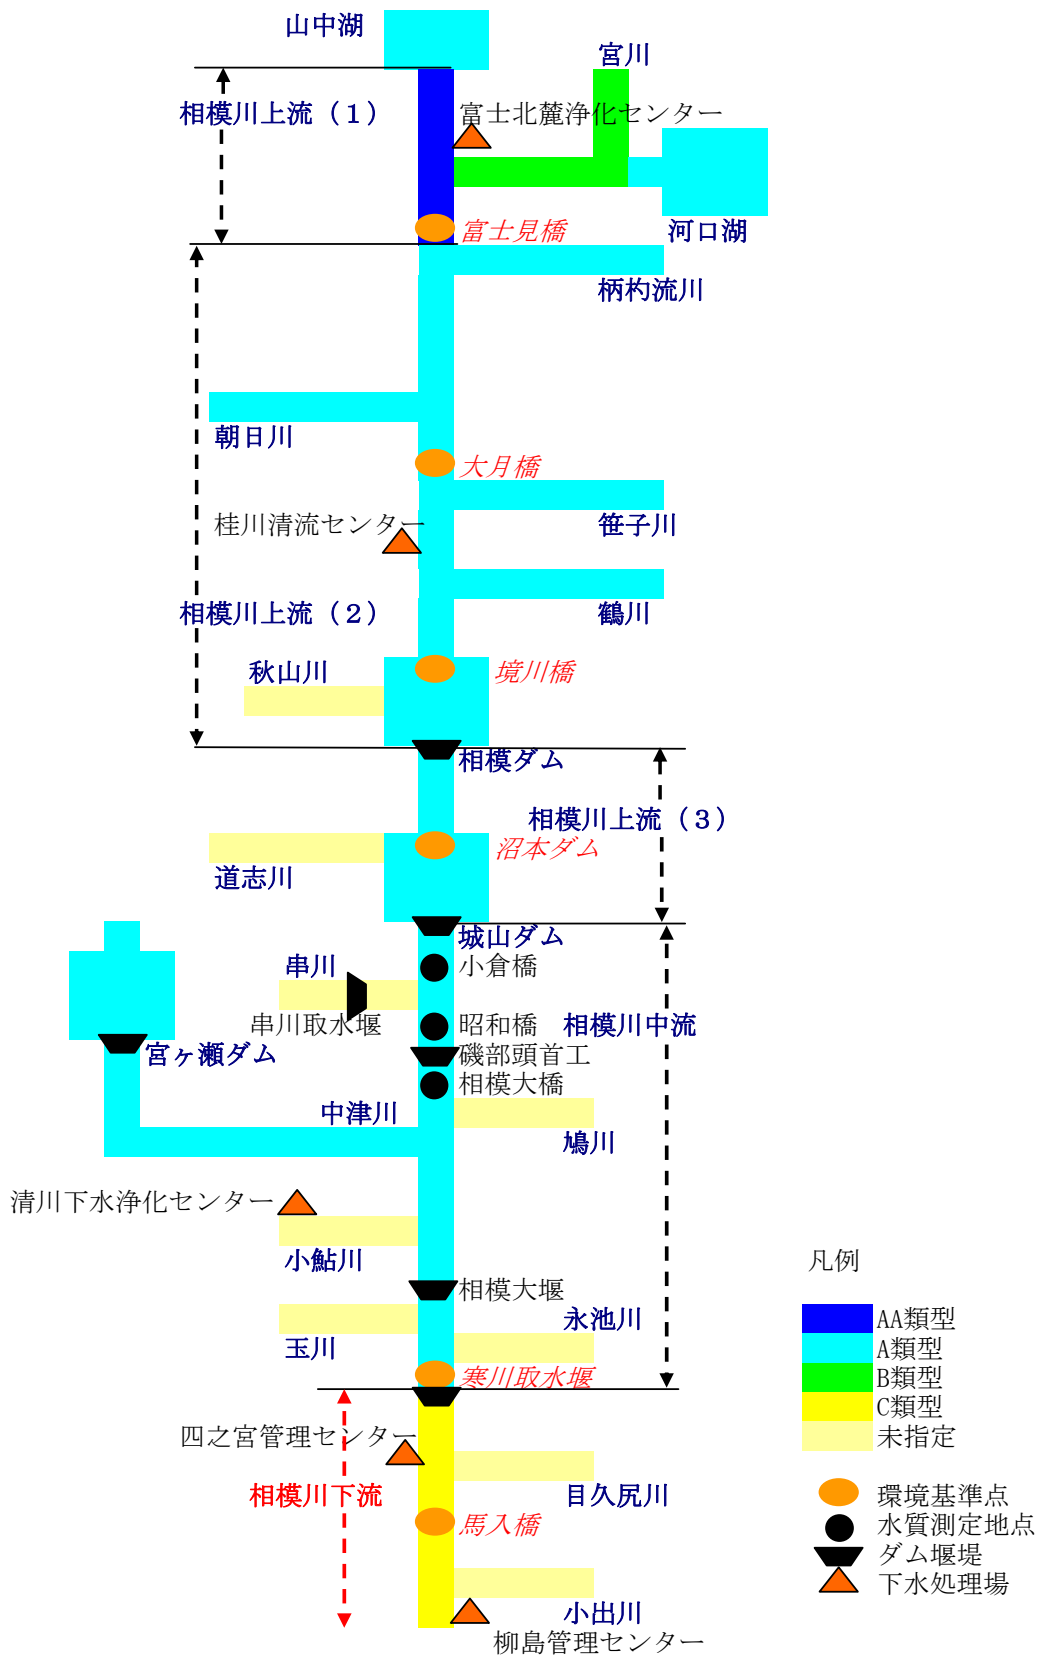 山中湖
宮川
相模川上流（１）
富士北麓浄化センター
富士見橋
河口湖
柄杓流川
朝日川
大月橋
桂川清流センター
笹子川
相模川上流（２）
鶴川
秋山川
境川橋
相模ダム
相模川上流（３）
沼本ダム
道志川
城山ダム
串川
小倉橋
串川取水堰
昭和橋
相模川中流
宮ヶ瀬ダム
磯部頭首工
相模大橋
中津川
鳩川
清川下水浄化センター
小鮎川
凡例
相模大堰
永池川
AA類型
玉川
A類型
寒川取水堰
B類型
C類型
四之宮管理センター
未指定
相模川下流
目久尻川
環境基準点
馬入橋
水質測定地点
ダム堰堤
下水処理場
小出川
柳島管理センター